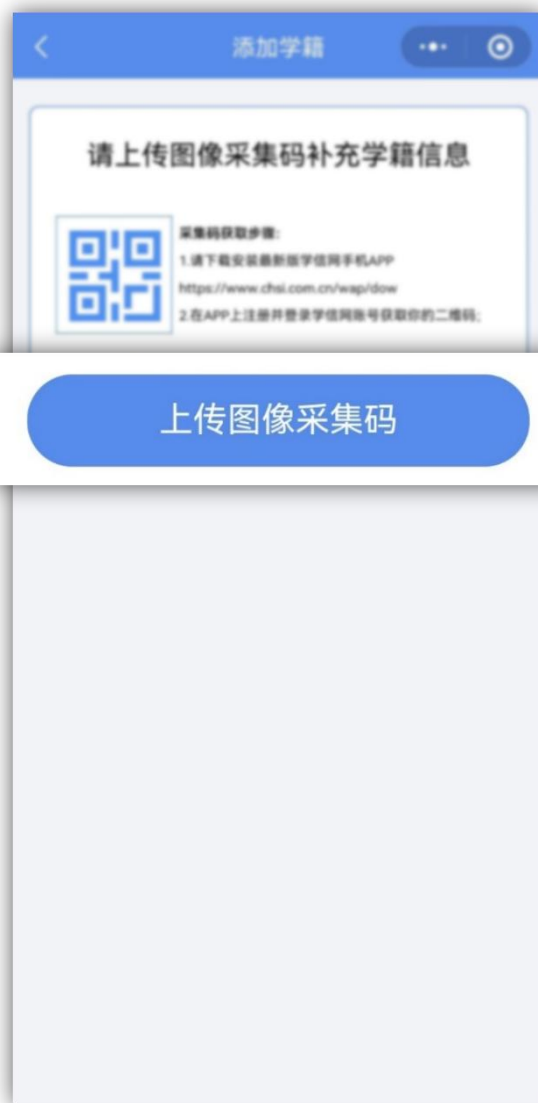 添加学籍
请上传图像采集码补充学籍信息
采集码获取步骤:
1.请下载安装最新版学信网手机APP
https://www.chsi.com.cn/wap/dow
2.在APP上注册并登录学信网账号获取你的二维码;
上传图像采集码